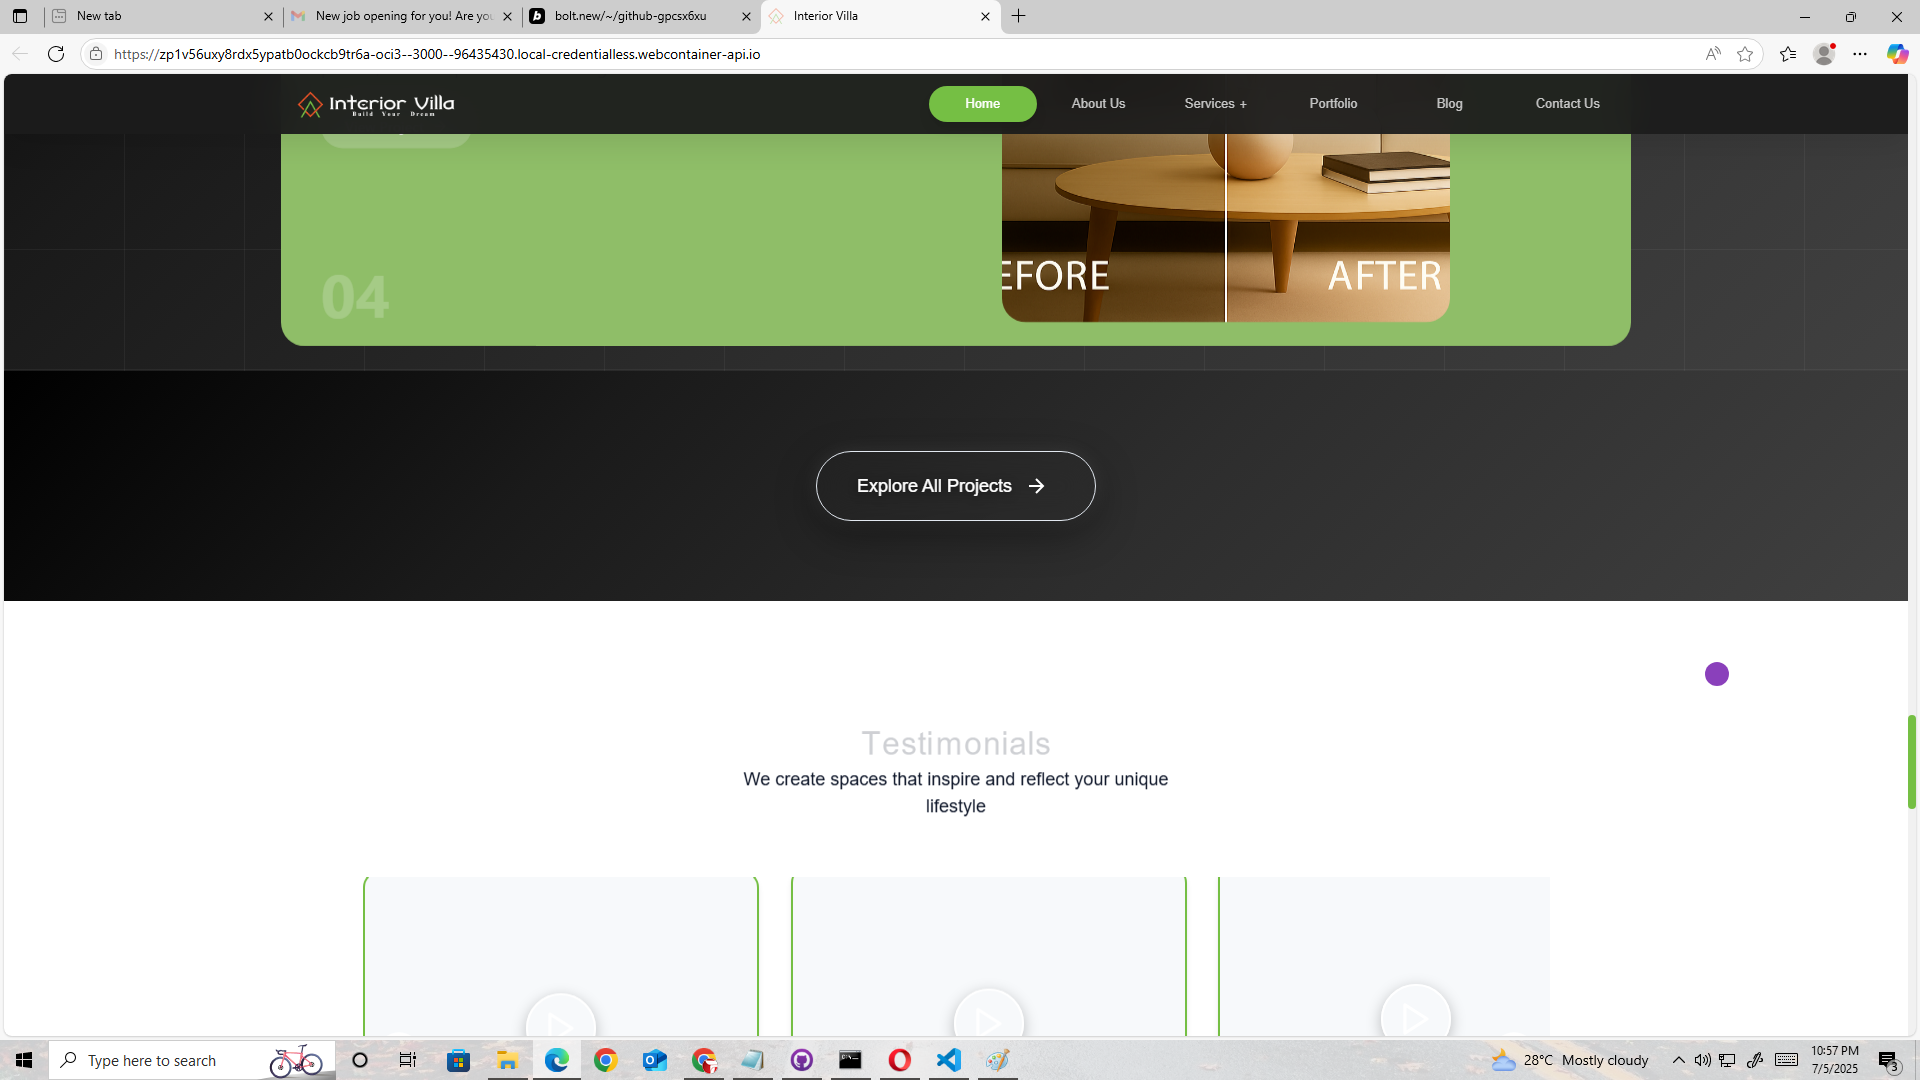 New tab
New job opening for you! Are you
bolt.new/~/github-gpcsx6xu
Interior Villa
https://zp1v56uxy8rdx5ypatb0ockcb9tr6a-oci3--3000--96435430.local-credentialless.webcontainer-api.io
Interior Villa
Build Your Dream
Home
About Us
Services +
Portfolio
Blog
Contact Us
EFORE
AFTER
04
Explore All Projects
Testimonials
We create spaces that inspire and reflect your unique
lifestyle
Type here to search
28°C Mostly cloudy
10:57 PM
7/5/2025
3